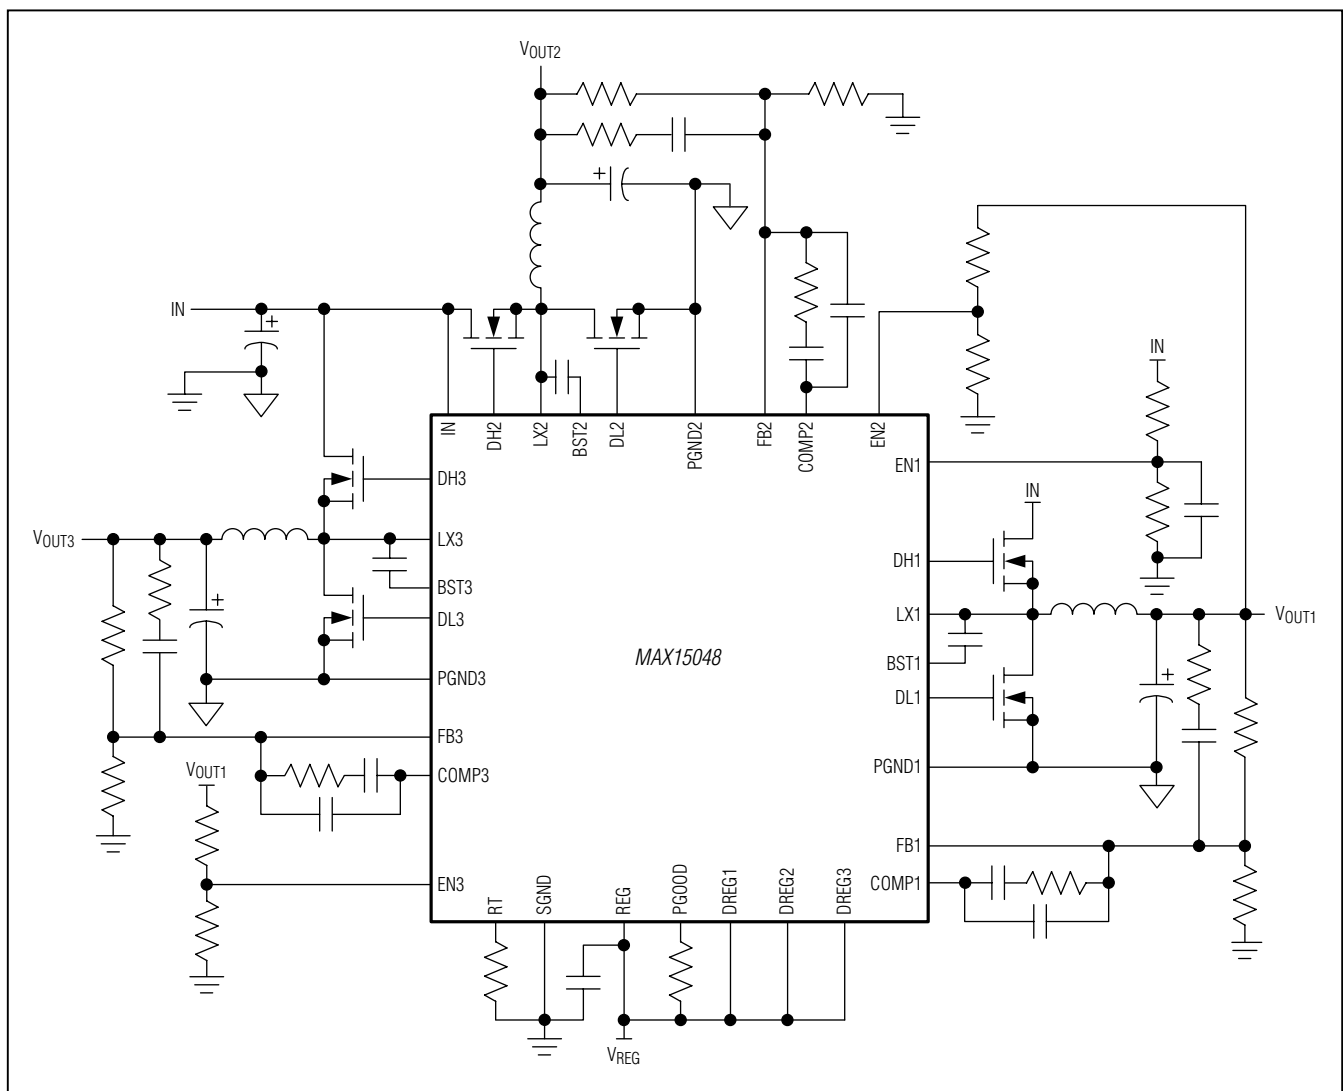 VOUT2
IN
IN
DH2
LX2
BST2
DL2
PGND2
FB2
COMP2
EN2
IN
EN1
DH3
IN
VOUT3
LX3
DH1
BST3
LX1
VOUT1
DL3
MAX15048
BST1
PGND3
DL1
FB3
PGND1
VOUT1
COMP3
FB1
EN3
COMP1
RT
SGND
REG
PGOOD
DREG1
DREG2
DREG3
VREG
+
+
+
+